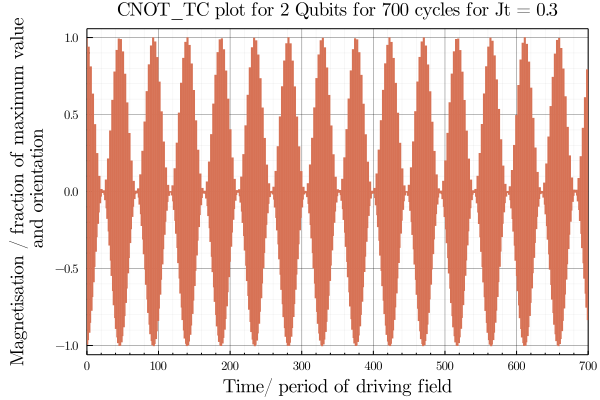 CNOT_TC plot for 2 Qubits for 700 cycles for Jt = 0.3
Magnetisation / fraction of maximum value
and orientation
1.0
0.5
0.0
−0.5
−1.0
0 100 200 300 400 500 600 700
Time/ period of driving field